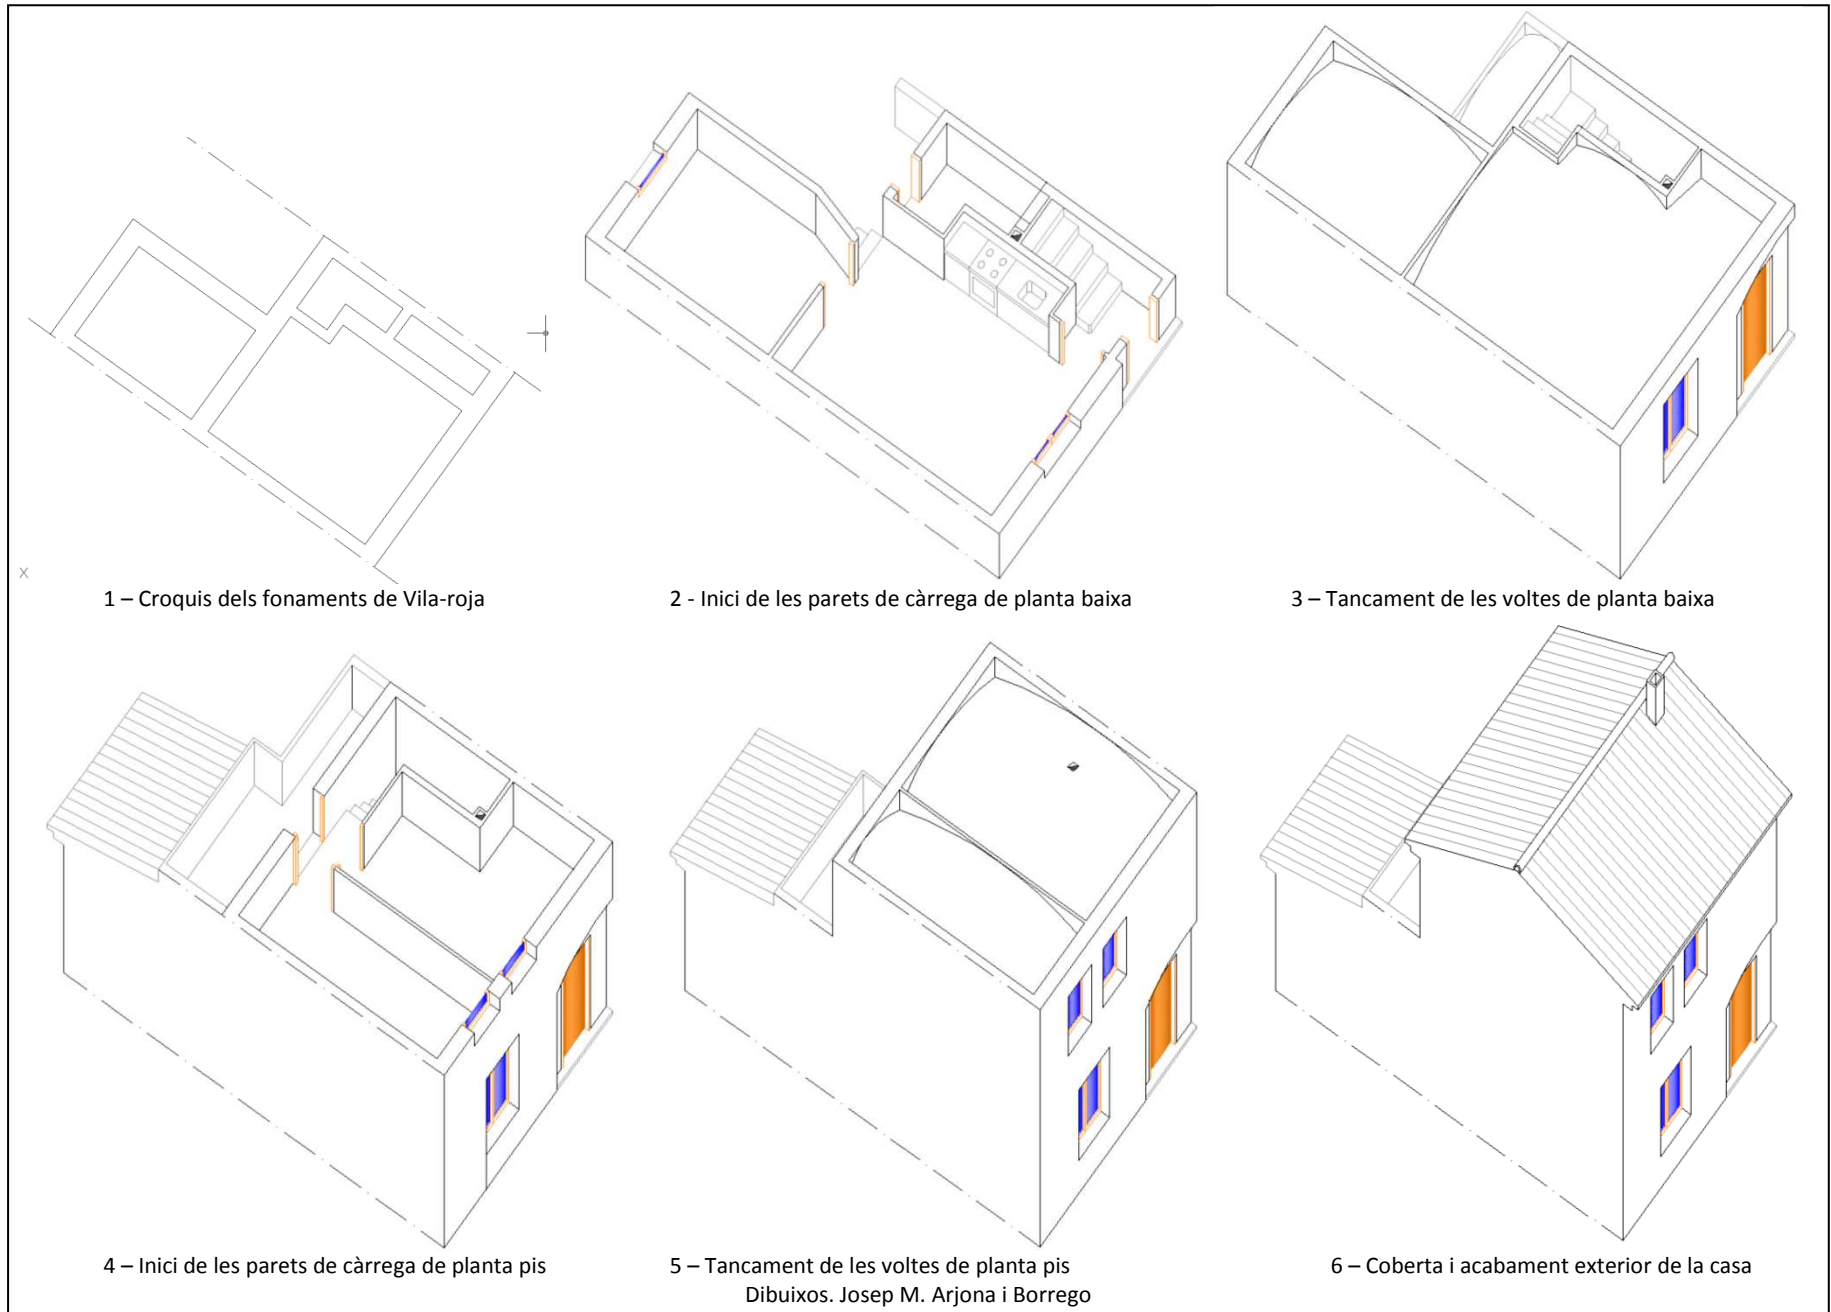 1 – Croquis dels fonaments de Vila-roja
2 - Inici de les parets de càrrega de planta baixa
3 – Tancament de les voltes de planta baixa
4 – Inici de les parets de càrrega de planta pis
5 – Tancament de les voltes de planta pis
Dibuixos. Josep M. Arjona i Borrego
6 – Coberta i acabament exterior de la casa